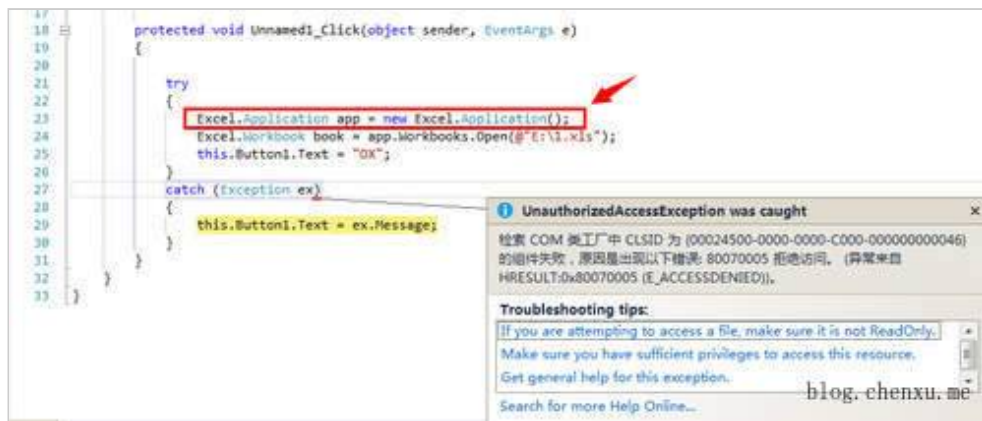 17
18 protected void Unnamed1_Click(object sender, EventArgs e)
19 {
20
21 try
22 {
23 Excel.Application app = new Excel.Application();
24 Excel.Workbook book = app.Workbooks.Open(@"E:\1.xls");
25 this.Button1.Text = "OX";
26 }
27 catch (Exception ex)
28 {
29 this.Button1.Text = ex.Message;
30 }
31 }
32 }
33 }
UnauthorizedAccessException was caught
检索 COM 类工厂中 CLSID 为 {00024500-0000-0000-C000-000000000046}
的组件失败，原因是出现以下错误: 80070005 拒绝访问。 (异常来自
HRESULT:0x80070005 (E_ACCESSDENIED))。
Troubleshooting tips:
If you are attempting to access a file, make sure it is not ReadOnly.
Make sure you have sufficient privileges to access this resource.
Get general help for this exception.
Search for more Help Online...
blog.chenxu.me